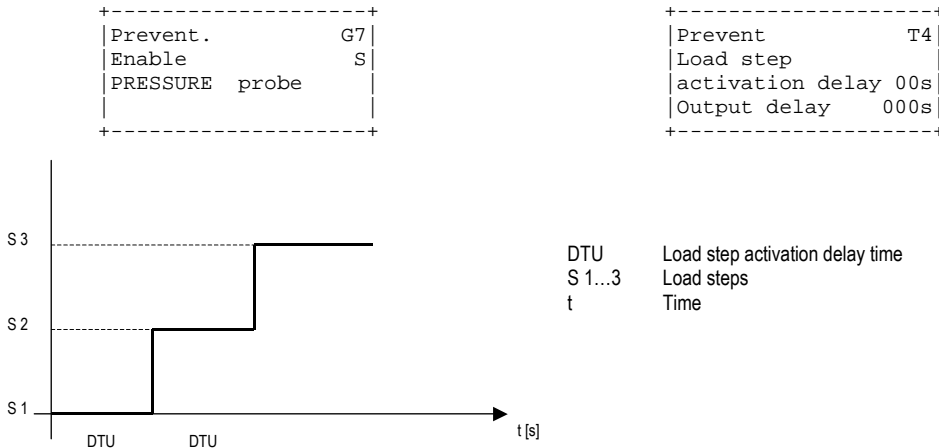 +--------------------+
|Prevent. G7|
|Enable S|
|PRESSURE probe |
| |
+--------------------+
+--------------------+
|Prevent T4|
|Load step |
|activation delay 00s|
|Output delay 000s|
+--------------------+
S 3
S 2
S 1
DTU DTU
t [s]
DTU Load step activation delay time
S 1…3 Load steps
t Time